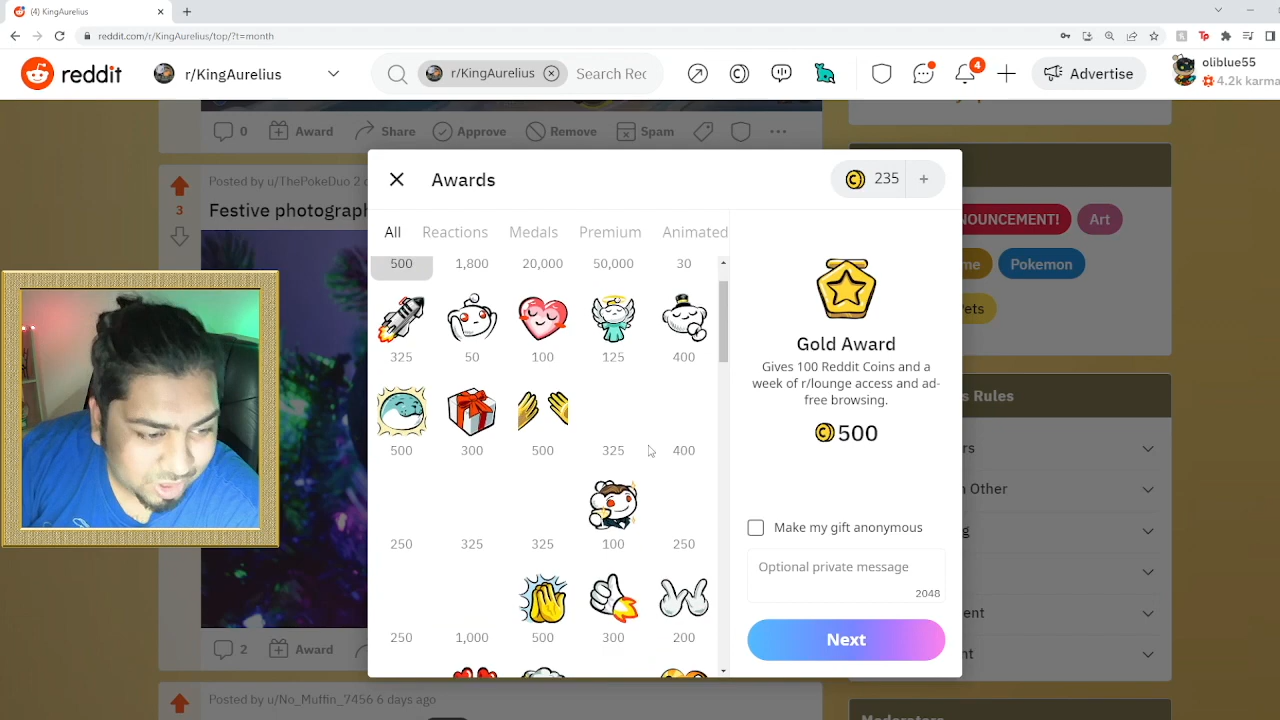 (4) KingAurelius
reddit.com/r/KingAurelius/top/?t=month
reddit
r/KingAurelius
r/KingAurelius
Search Rec
4
Advertise
oliblue55
4.2k karma
0
Award
Share
Approve
Remove
Spam
Posted by u/ThePokeDuo 2
3
Festive photograph
Awards
235
All
Reactions
Medals
Premium
Animated
500
1,800
20,000
50,000
30
325
50
100
125
400
500
300
500
325
400
250
325
325
100
250
250
1,000
500
300
200
Gold Award
Gives 100 Reddit Coins and a
week of r/lounge access and ad-
free browsing.
500
Make my gift anonymous
Optional private message
2048
Next
NOUNCEMENT!
Art
me
Pokemon
ets
s Rules
rs
n Other
g
ent
nt
2
Award
Posted by u/No_Muffin_7456 6 days ago
Moderators